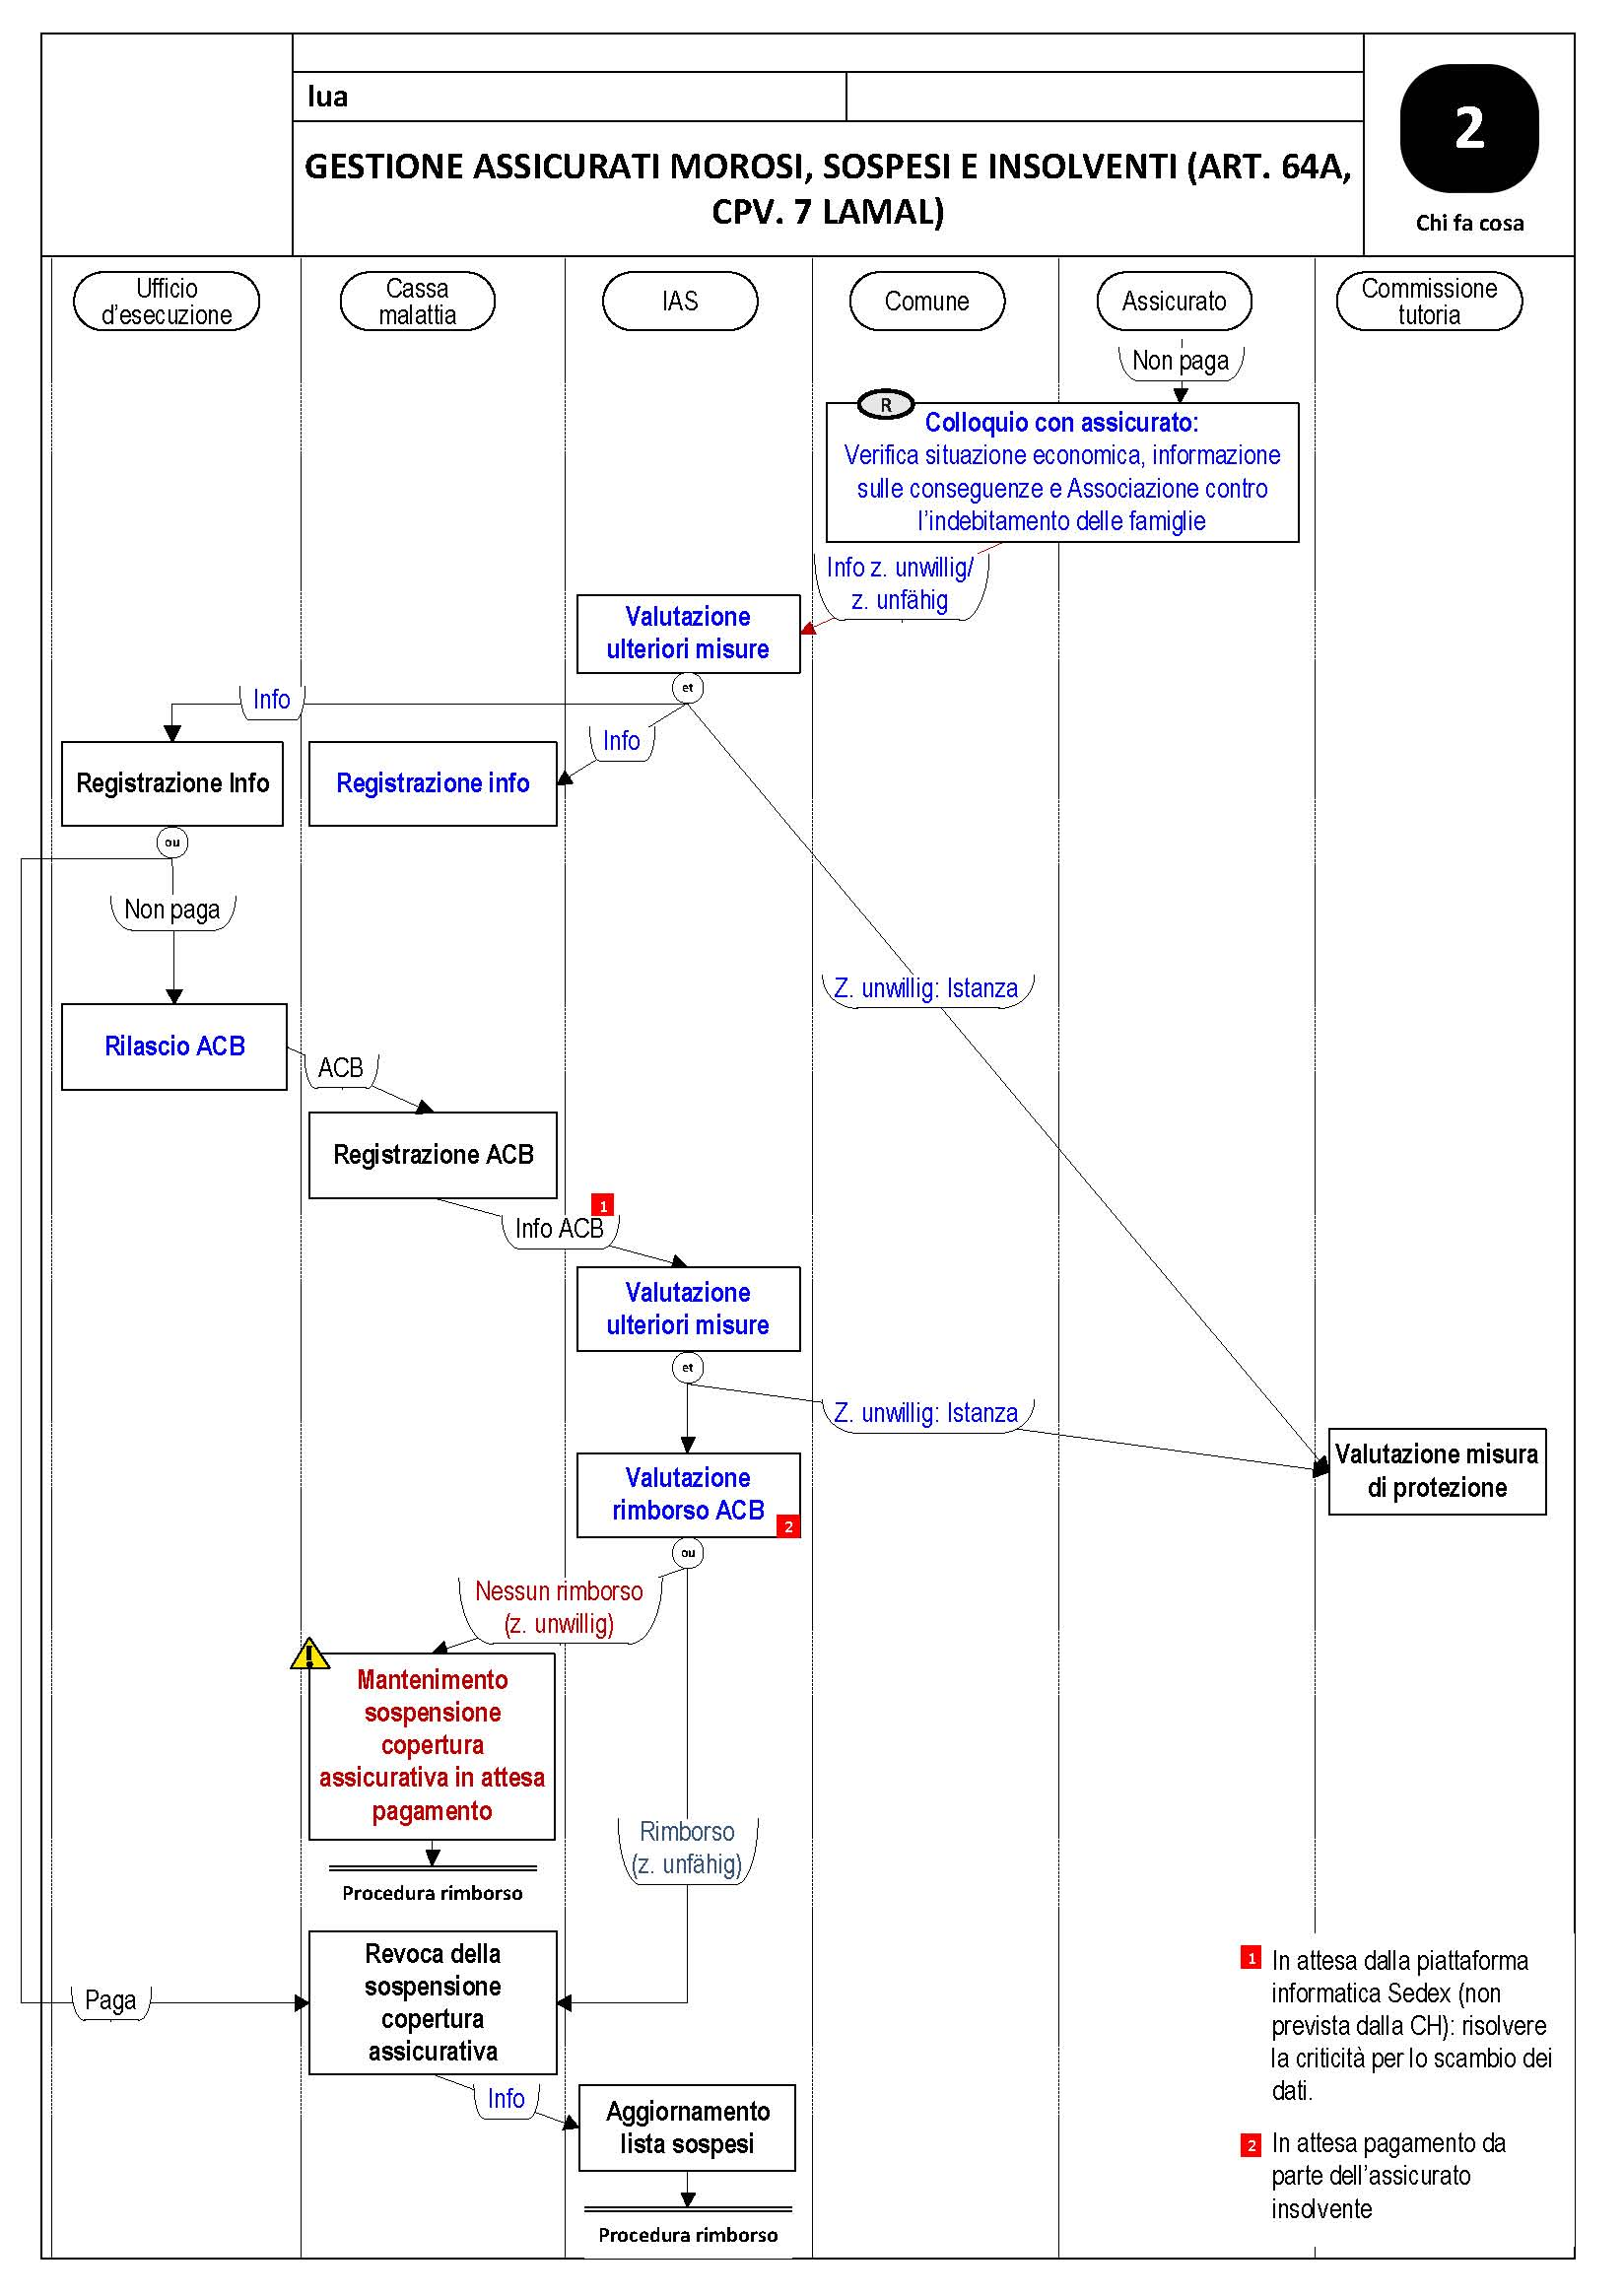 lua
GESTIONE ASSICURATI MOROSI, SOSPESI E INSOLVENTI (ART. 64A,
CPV. 7 LAMAL)
2
Chi fa cosa
Ufficio
d'esecuzione
Cassa
malattia
IAS
Comune
Assicurato
Commissione
tutoria
Non paga
R
Colloquio con assicurato:
Verifica situazione economica, informazione
sulle conseguenze e Associazione contro
l'indebitamento delle famiglie
Info z. unwillig/
z. unfähig
Valutazione
ulteriori misure
et
Info
Info
Registrazione Info
Registrazione info
ou
Non paga
Z. unwillig: Istanza
Rilascio ACB
ACB
Registrazione ACB
1
Info ACB
Valutazione
ulteriori misure
et
Z. unwillig: Istanza
Valutazione misura
di protezione
Valutazione
rimborso ACB
2
ou
Nessun rimborso
(z. unwillig)
!
Mantenimento
sospensione
copertura
assicurativa in attesa
pagamento
Rimborso
(z. unfähig)
Procedura rimborso
Revoca della
sospensione
copertura
assicurativa
Paga
Info
Aggiornamento
lista sospesi
Procedura rimborso
1 In attesa dalla piattaforma
informatica Sedex (non
prevista dalla CH): risolvere
la criticità per lo scambio dei
dati.
2 In attesa pagamento da
parte dell'assicurato
insolvente